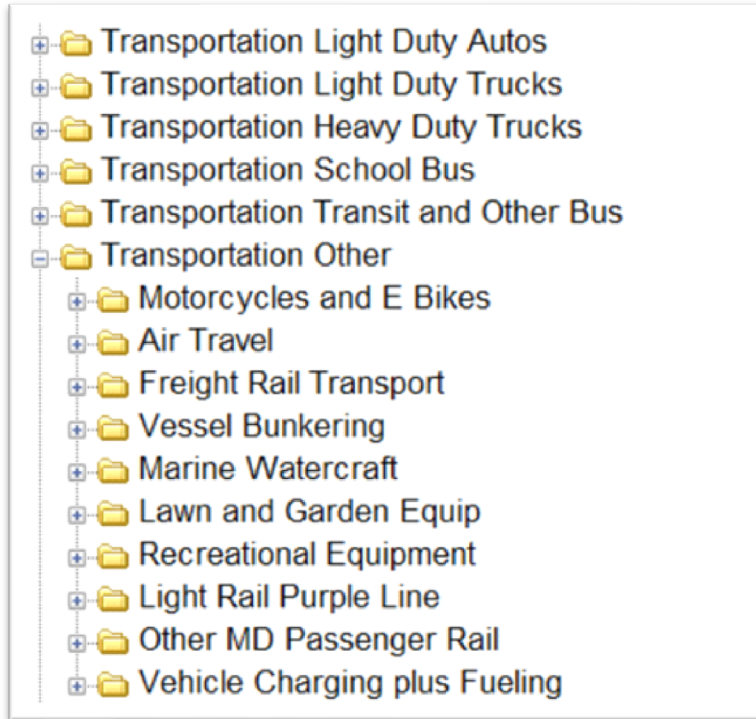 Transportation Light Duty Autos
Transportation Light Duty Trucks
Transportation Heavy Duty Trucks
Transportation School Bus
Transportation Transit and Other Bus
Transportation Other
Motorcycles and E Bikes
Air Travel
Freight Rail Transport
Vessel Bunkering
Marine Watercraft
Lawn and Garden Equip
Recreational Equipment
Light Rail Purple Line
Other MD Passenger Rail
Vehicle Charging plus Fueling